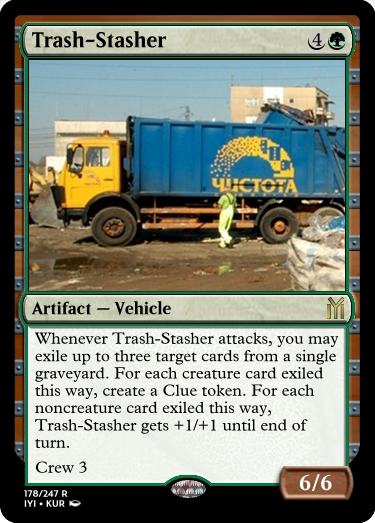 Trash-Stasher 4
ЧИСТОТА
Artifact — Vehicle
Whenever Trash-Stasher attacks, you may
exile up to three target cards from a single
graveyard. For each creature card exiled
this way, create a Clue token. For each
noncreature card exiled this way,
Trash-Stasher gets +1/+1 until end of
turn.
Crew 3
6/6
178/247 R
IYI • KUR